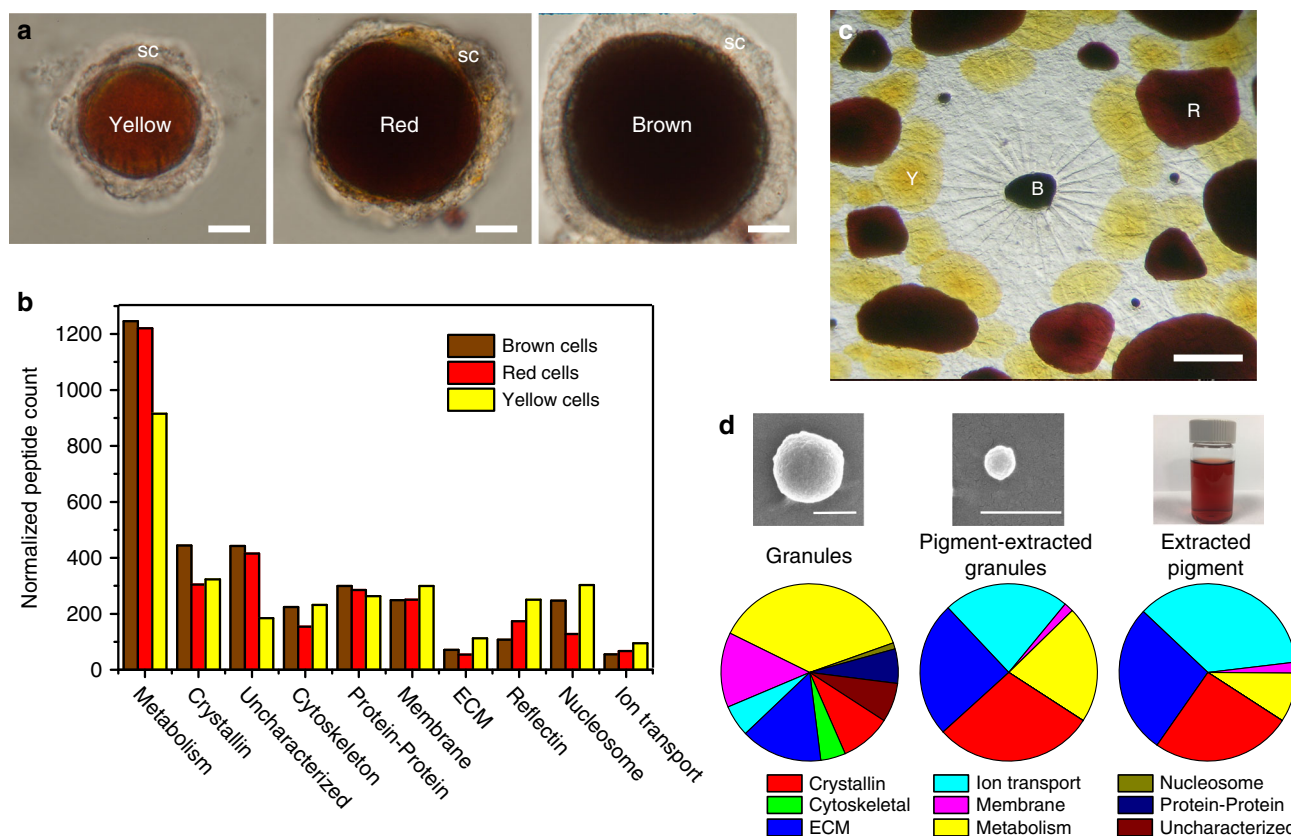 a
sc
Yellow
sc
Red
sc
Brown
c
R
Y
B
b
Normalized peptide count
1200
1000
800
600
400
200
0
Brown cells
Red cells
Yellow cells
Metabolism
Crystallin
Uncharacterized
Cytoskeleton
Protein-Protein
Membrane
ECM
Reflectin
Nucleosome
Ion transport
d
Granules
Pigment-extracted
granules
Extracted
pigment
Crystallin
Cytoskeletal
ECM
Ion transport
Membrane
Metabolism
Nucleosome
Protein-Protein
Uncharacterized